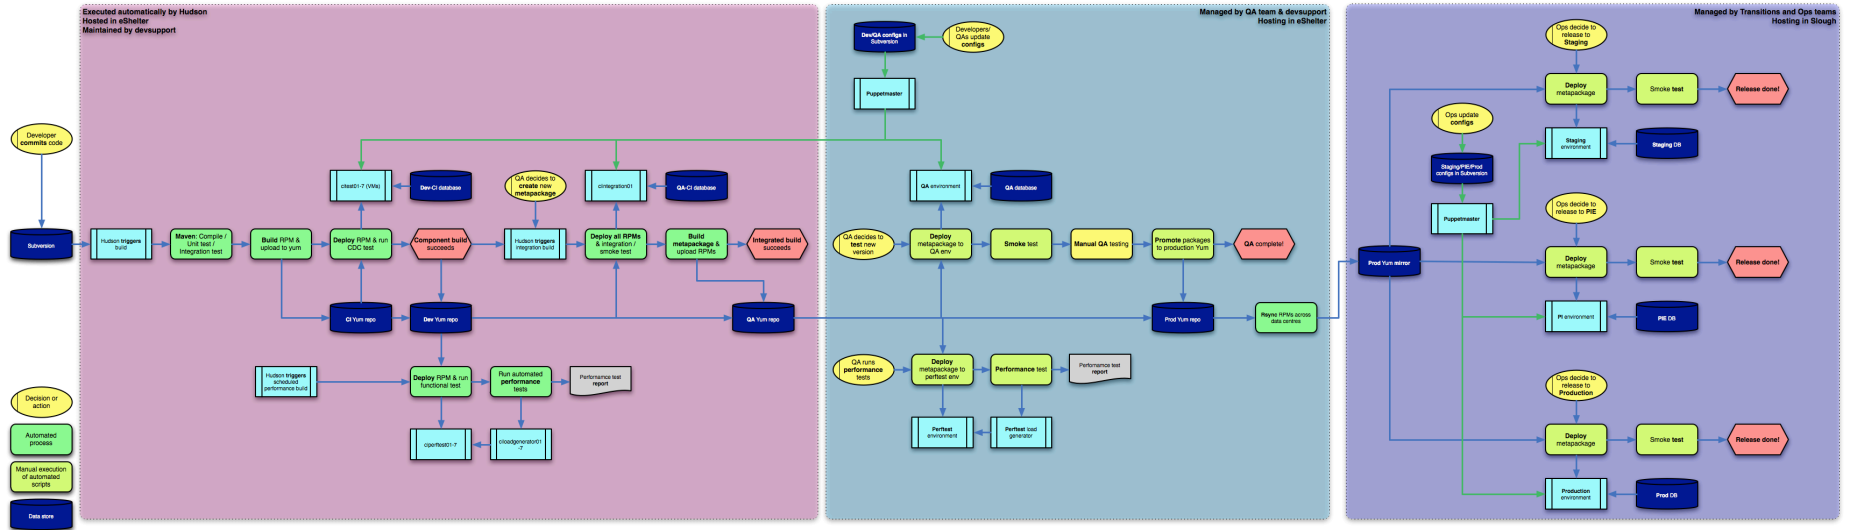 Executed automatically by Hudson
Hosted in eShelter
Maintained by devsupport
Developer
commits code
Subversion
Hudson triggers
build
Maven: Compile /
Unit test /
Integration test
Build RPM &
upload to yum
Deploy RPM & run
CDC test
Component build
succeeds
citest01-7 (VMs)
Dev-CI database
QA decides to
create new
metapackage
Hudson triggers
integration build
cintegration01
QA-CI database
Deploy all RPMs
& integration /
smoke test
Build
metapackage &
upload RPMs
Integrated build
succeeds
CI Yum repo
Dev Yum repo
QA Yum repo
Hudson triggers
scheduled
performance build
Deploy RPM & run
functional test
Run automated
performance
tests
Perfomamce test
report
ciperftest01-7
ciloadgenerator01
-7
Decision or
action
Automated
process
Manual execution
of automated
scripts
Data store
Managed by QA team & devsupport
Hosting in eShelter
Dev/QA configs in
Subversion
Developers/
QAs update
configs
Puppetmaster
QA environment
QA database
QA decides to
test new
version
Deploy
metapackage to
QA env
Smoke test
Manual QA testing
Promote packages
to production Yum
QA complete!
Prod Yum repo
Rsync RPMs across
data centres
QA runs
performance
tests
Deploy
metapackage to
perftest env
Performance test
Perfomamce test
report
Perftest
environment
Perftest load
generator
Managed by Transitions and Ops teams
Hosting in Slough
Ops decide to
release to
Staging
Deploy
metapackage
Smoke test
Release done!
Ops update
configs
Staging/PIE/Prod
configs in Subversion
Puppetmaster
Staging
environment
Staging DB
Ops decide to
release to PIE
Prod Yum mirror
Deploy
metapackage
Smoke test
Release done!
PI environment
PIE DB
Ops decide to
release to
Production
Deploy
metapackage
Smoke test
Release done!
Production
environment
Prod DB